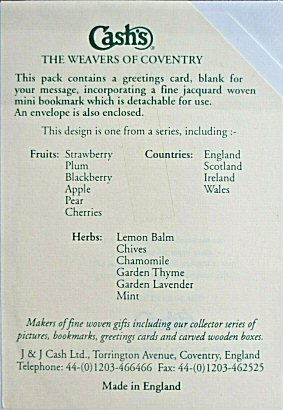 Cash's®
THE WEAVERS OF COVENTRY
This pack contains a greetings card, blank for
your message, incorporating a fine jacquard woven
mini bookmark which is detachable for use.
An envelope is also enclosed.
This design is one from a series, including :-
Fruits: Strawberry
Plum
Blackberry
Apple
Pear
Cherries
Countries: England
Scotland
Ireland
Wales
Herbs: Lemon Balm
Chives
Chamomile
Garden Thyme
Garden Lavender
Mint
Makers of fine woven gifts including our collector series of
pictures, bookmarks, greetings cards and carved wooden boxes.
J & J Cash Ltd., Torrington Avenue, Coventry, England
Telephone: 44-(0)1203-466466 Fax: 44-(0)1203-462525
Made in England